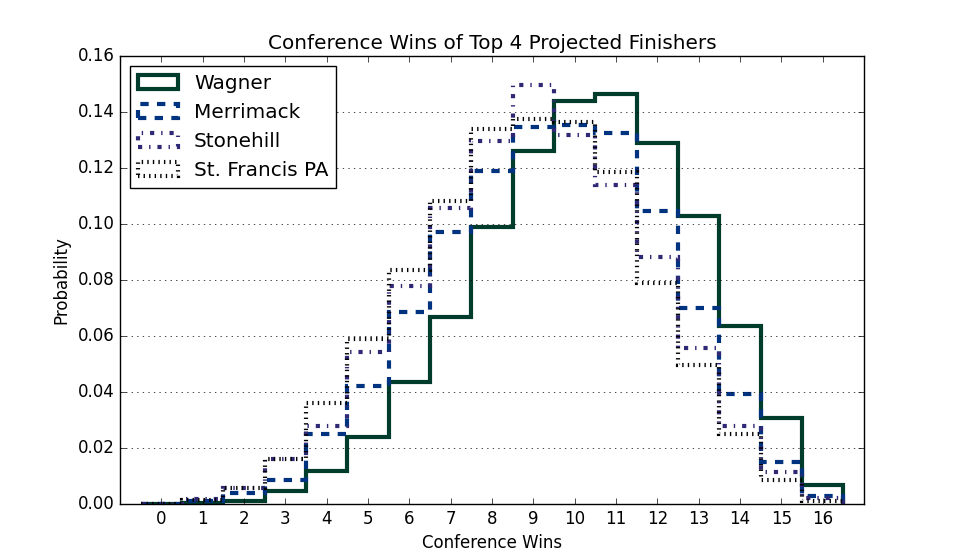 Conference Wins of Top 4 Projected Finishers
Wagner
Merrimack
Stonehill
St. Francis PA
0.16
0.14
0.12
0.10
0.08
0.06
0.04
0.02
0.00
Probability
0 1 2 3 4 5 6 7 8 9 10 11 12 13 14 15 16
Conference Wins